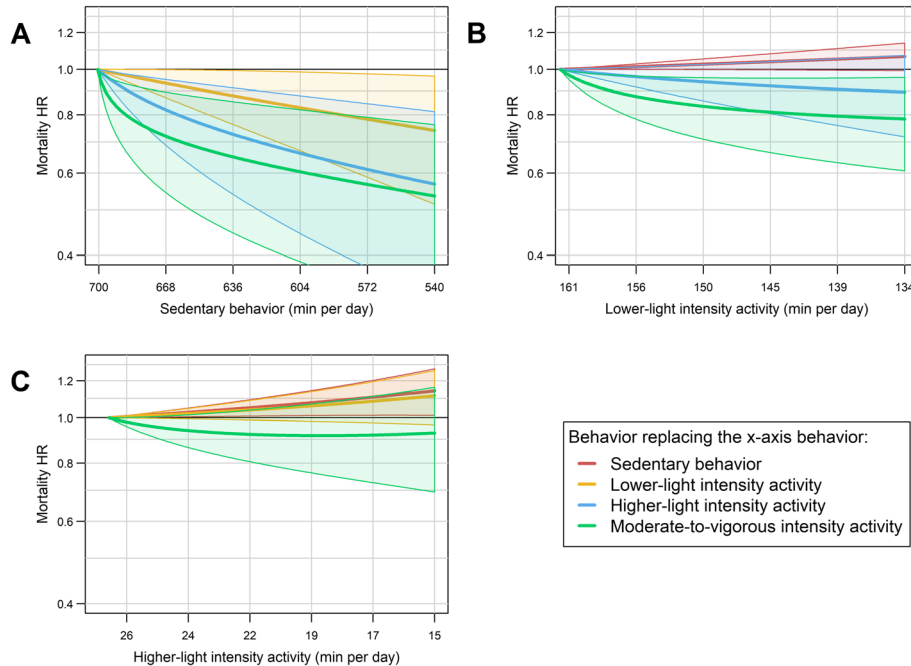 A
Mortality HR
1.2
1.0
0.8
0.6
0.4
700 668 636 604 572 540
Sedentary behavior (min per day)
B
Mortality HR
1.2
1.0
0.8
0.6
0.4
161 156 150 145 139 134
Lower-light intensity activity (min per day)
C
Mortality HR
1.2
1.0
0.8
0.6
0.4
26 24 22 19 17 15
Higher-light intensity activity (min per day)
Behavior replacing the x-axis behavior:
Sedentary behavior
Lower-light intensity activity
Higher-light intensity activity
Moderate-to-vigorous intensity activity